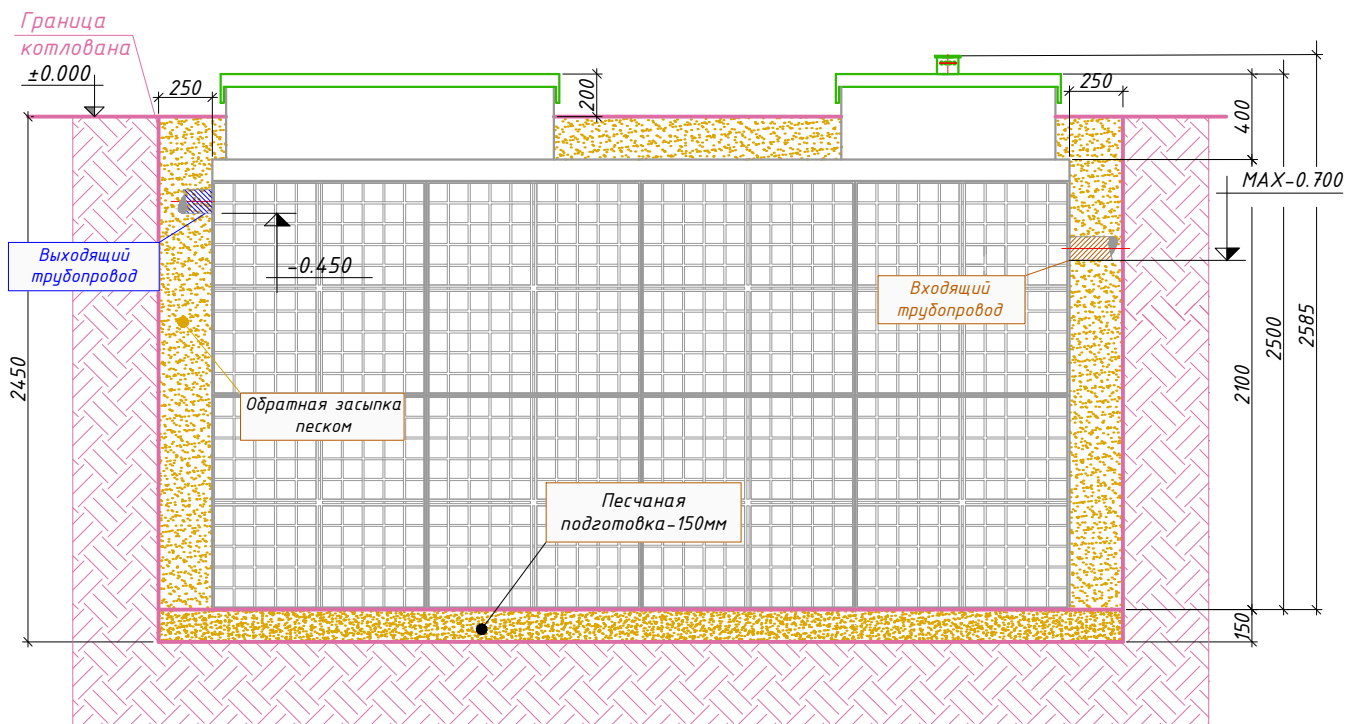 Граница
котлована
±0.000
250
200
250
400
MAX-0.700
Выходящий
трубопровод
-0.450
Входящий
трубопровод
2450
2100
2500
2585
Обратная засыпка
песком
Песчаная
подготовка-150мм
150